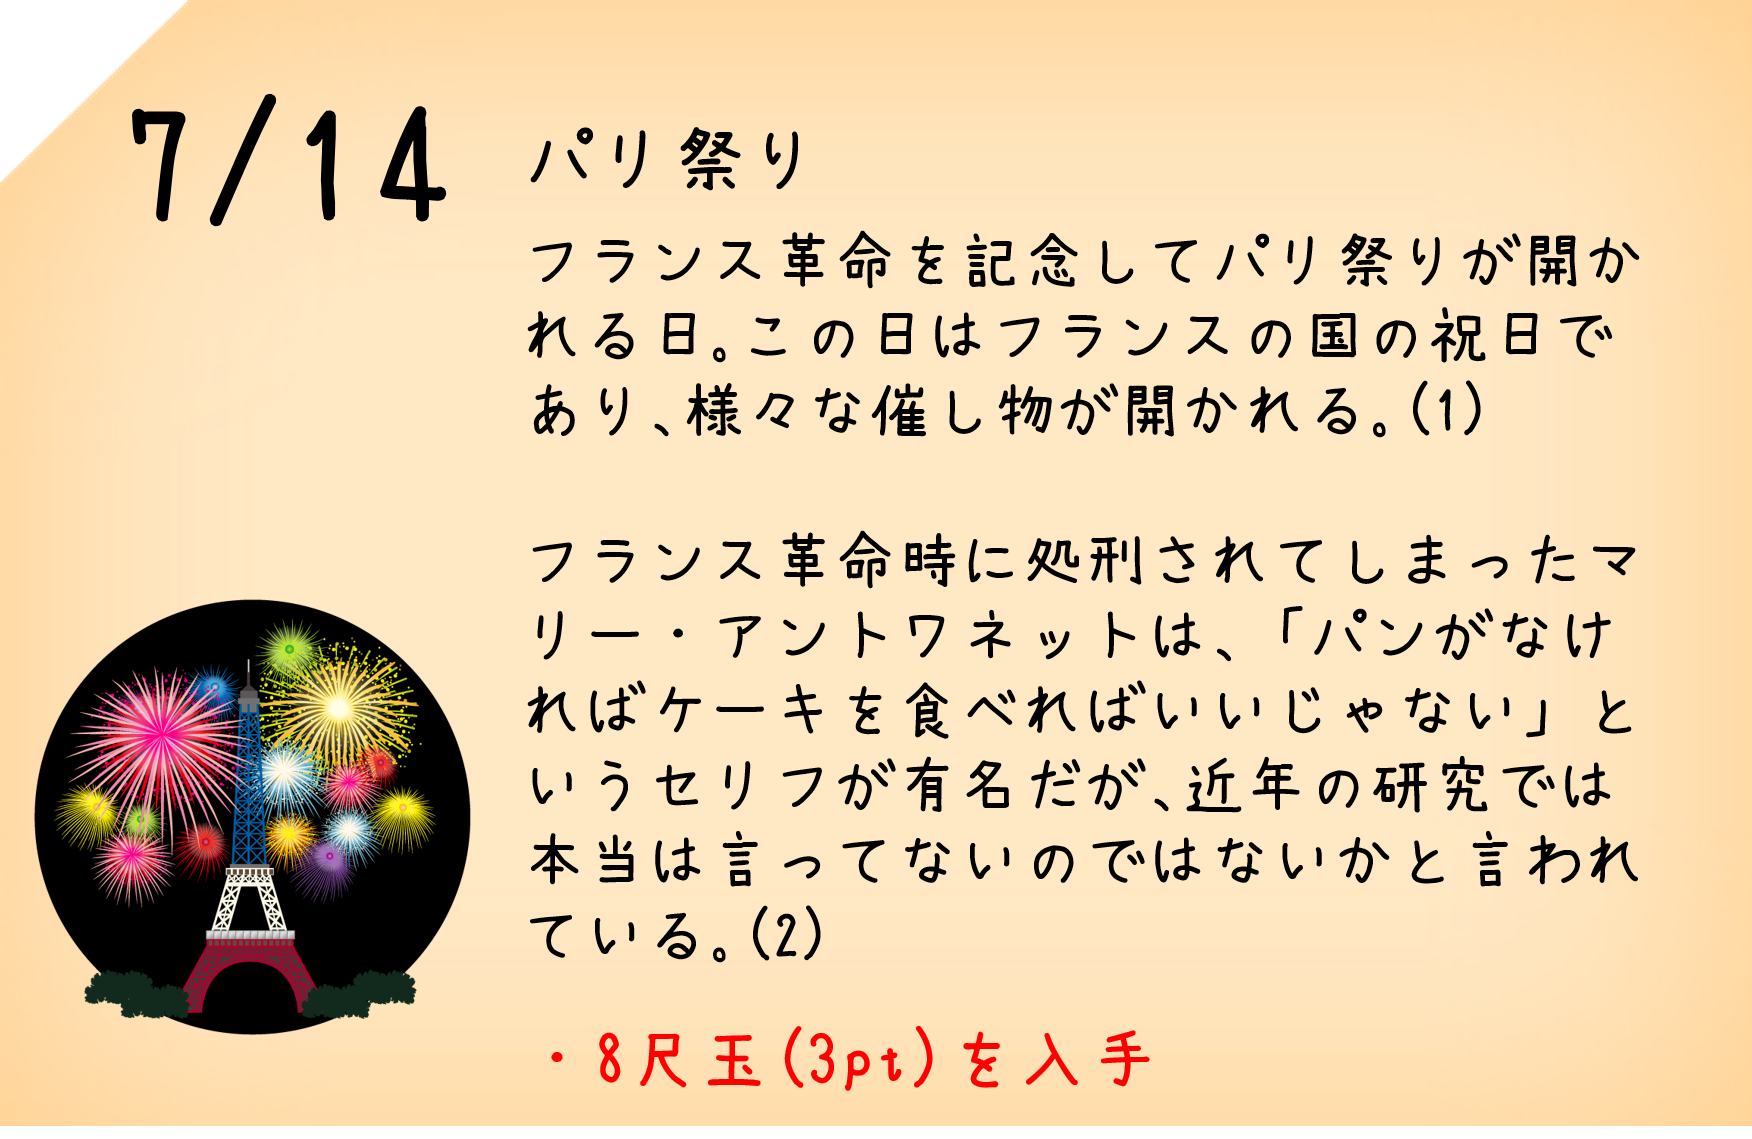 7/14
パリ祭り
フランス革命を記念してパリ祭りが開か
れる日。この日はフランスの国の祝日で
あり、様々な催し物が開かれる。(1)
フランス革命時に処刑されてしまったマ
リー・アントワネットは、「パンがなけ
ればケーキを食べればいいじゃない」と
いうセリフが有名だが、近年の研究では
本当は言ってないのではないかと言われ
ている。(2)
・8尺玉(3pt)を入手